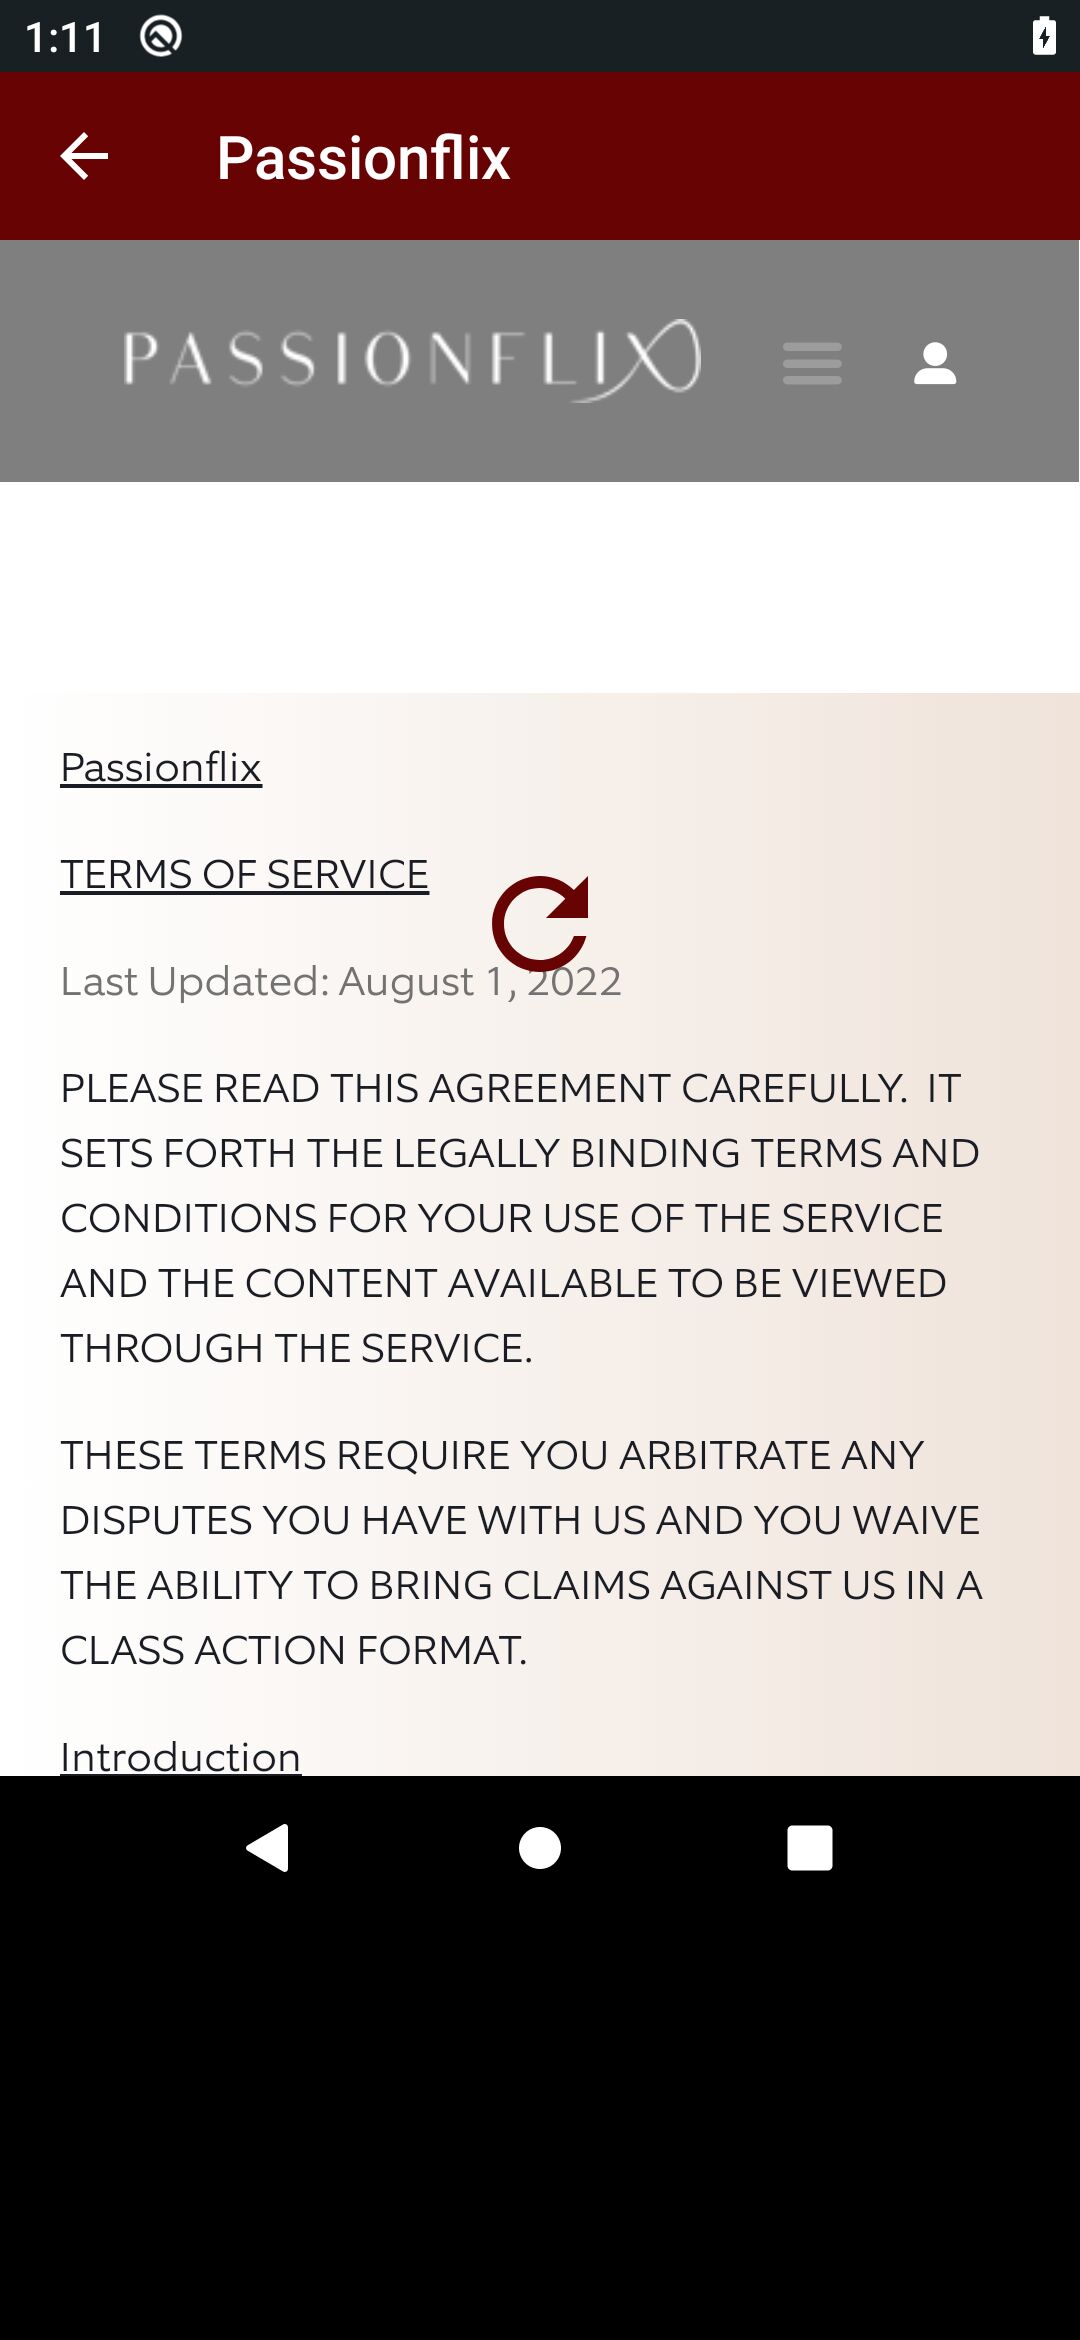 1:11
Passionflix
PASSIONFLIX
Passionflix
TERMS OF SERVICE
Last Updated: August 1, 2022
PLEASE READ THIS AGREEMENT CAREFULLY.  IT
SETS FORTH THE LEGALLY BINDING TERMS AND
CONDITIONS FOR YOUR USE OF THE SERVICE
AND THE CONTENT AVAILABLE TO BE VIEWED
THROUGH THE SERVICE.
THESE TERMS REQUIRE YOU ARBITRATE ANY
DISPUTES YOU HAVE WITH US AND YOU WAIVE
THE ABILITY TO BRING CLAIMS AGAINST US IN A
CLASS ACTION FORMAT.
Introduction